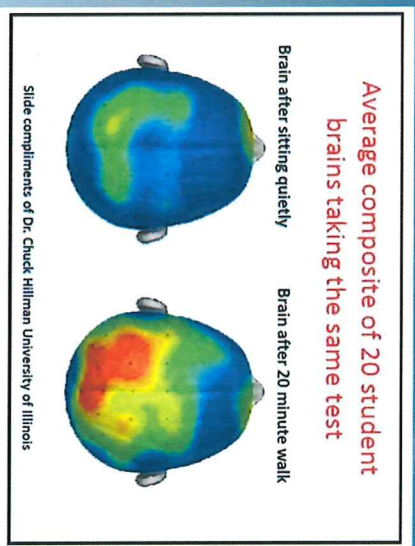 Average composite of 20 student
brains taking the same test
Brain after sitting quietly
Brain after 20 minute walk
Slide compliments of Dr. Chuck Hillman University of Illinois